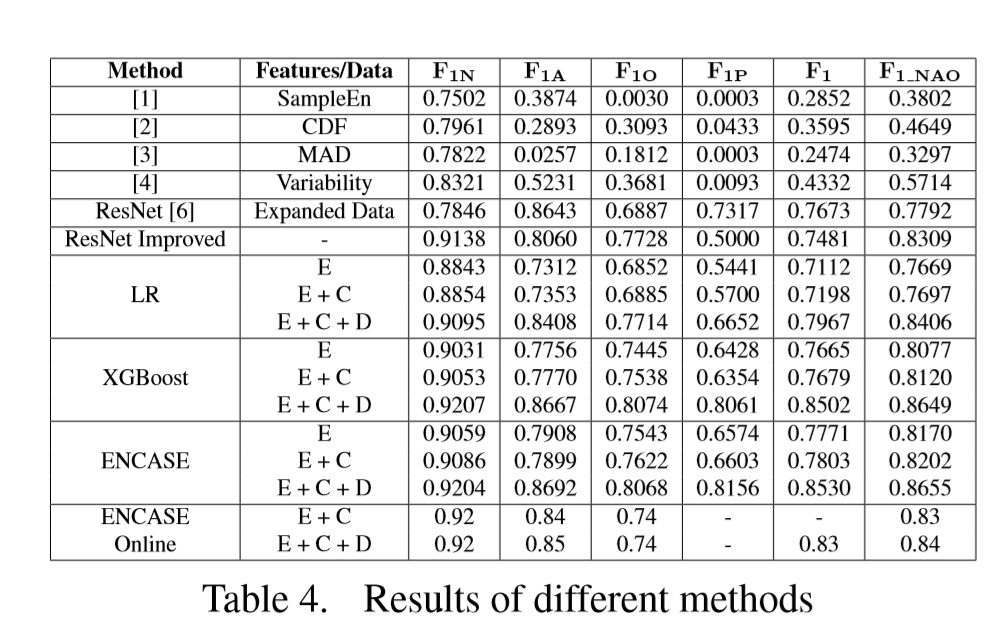 Method Features/Data F1N F1A F1O F1P F1 F1_NAO
[1] SampleEn 0.7502 0.3874 0.0030 0.0003 0.2852 0.3802
[2] CDF 0.7961 0.2893 0.3093 0.0433 0.3595 0.4649
[3] MAD 0.7822 0.0257 0.1812 0.0003 0.2474 0.3297
[4] Variability 0.8321 0.5231 0.3681 0.0093 0.4332 0.5714
ResNet [6] Expanded Data 0.7846 0.8643 0.6887 0.7317 0.7673 0.7792
ResNet Improved - 0.9138 0.8060 0.7728 0.5000 0.7481 0.8309
E 0.8843 0.7312 0.6852 0.5441 0.7112 0.7669
LR E + C 0.8854 0.7353 0.6885 0.5700 0.7198 0.7697
E + C + D 0.9095 0.8408 0.7714 0.6652 0.7967 0.8406
E 0.9031 0.7756 0.7445 0.6428 0.7665 0.8077
XGBoost E + C 0.9053 0.7770 0.7538 0.6354 0.7679 0.8120
E + C + D 0.9207 0.8667 0.8074 0.8061 0.8502 0.8649
E 0.9059 0.7908 0.7543 0.6574 0.7771 0.8170
ENCASE E + C 0.9086 0.7899 0.7622 0.6603 0.7803 0.8202
E + C + D 0.9204 0.8692 0.8068 0.8156 0.8530 0.8655
ENCASE E + C 0.92 0.84 0.74 - - 0.83
Online E + C + D 0.92 0.85 0.74 - 0.83 0.84
Table 4. Results of different methods